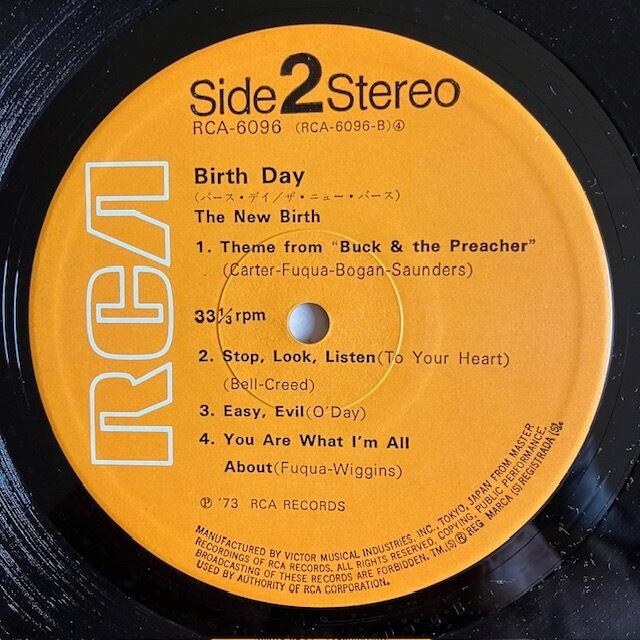 Side 2 Stereo
RCA-6096 (RCA-6096-B)④
Birth Day
(バース・デイ/ザ・ニュー・バース)
The New Birth
1. Theme from "Buck & the Preacher"
(Carter-Fuqua-Bogan-Saunders)
33⅓ rpm
2. Stop, Look, Listen(To Your Heart)
(Bell-Creed)
3. Easy, Evil(O'Day)
4. You Are What I'm All
About(Fuqua-Wiggins)
℗ '73 RCA RECORDS
RCA
MANUFACTURED BY VICTOR MUSICAL INDUSTRIES, INC. TOKYO, JAPAN FROM MASTER
RECORDINGS OF RCA RECORDS. ALL RIGHTS RESERVED, COPYING, PUBLIC PERFORMANCE,
BROADCASTING OF THESE RECORDS ARE FORBIDDEN. TM.(S) ® REG MARCA (S) REGISTRADA (S).
USED BY AUTHORITY OF RCA CORPORATION.